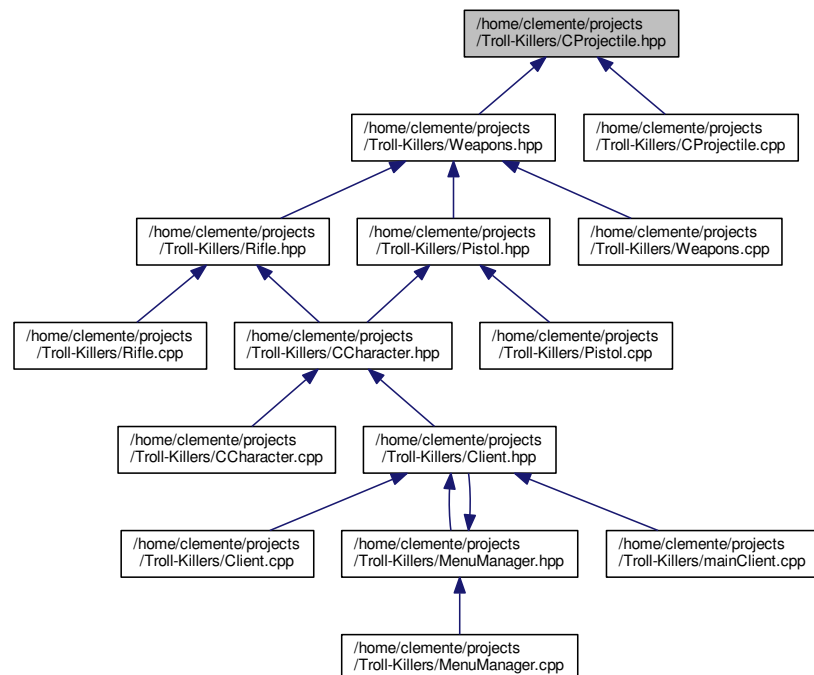 /home/clemente/projects
/Troll-Killers/CProjectile.hpp
/home/clemente/projects
/Troll-Killers/Weapons.hpp
/home/clemente/projects
/Troll-Killers/CProjectile.cpp
/home/clemente/projects
/Troll-Killers/Rifle.hpp
/home/clemente/projects
/Troll-Killers/Pistol.hpp
/home/clemente/projects
/Troll-Killers/Weapons.cpp
/home/clemente/projects
/Troll-Killers/Rifle.cpp
/home/clemente/projects
/Troll-Killers/CCharacter.hpp
/home/clemente/projects
/Troll-Killers/Pistol.cpp
/home/clemente/projects
/Troll-Killers/CCharacter.cpp
/home/clemente/projects
/Troll-Killers/Client.hpp
/home/clemente/projects
/Troll-Killers/Client.cpp
/home/clemente/projects
/Troll-Killers/MenuManager.hpp
/home/clemente/projects
/Troll-Killers/mainClient.cpp
/home/clemente/projects
/Troll-Killers/MenuManager.cpp